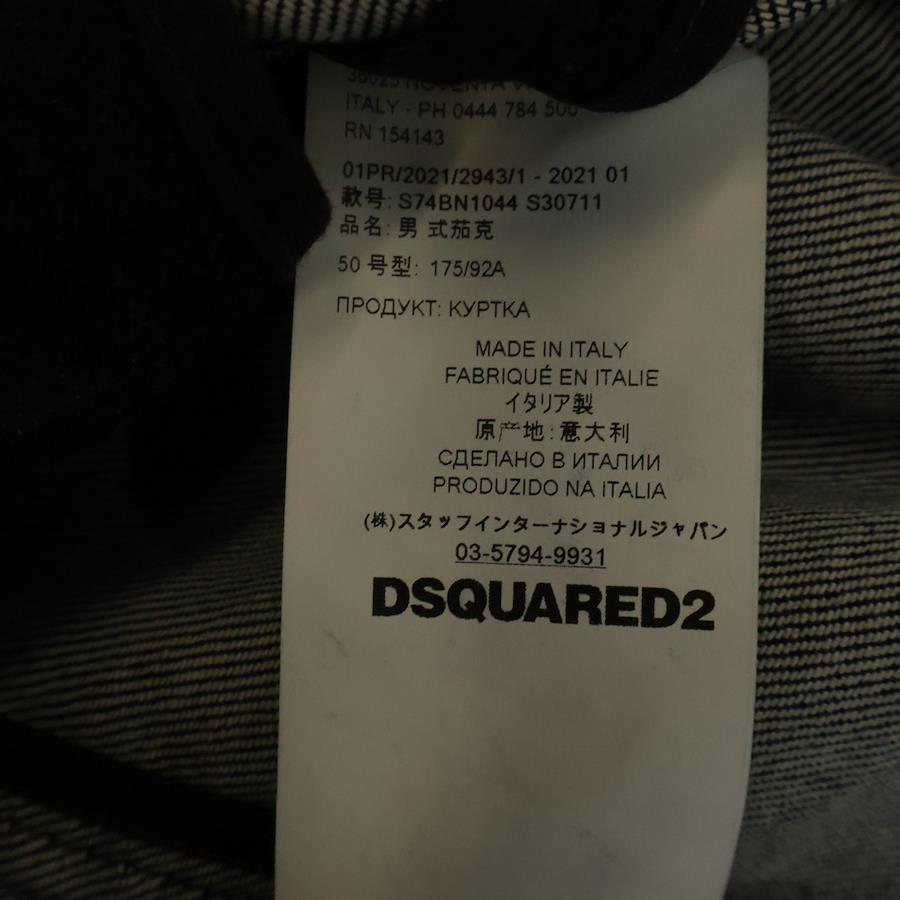 36025 NOVENTA
ITALY - PH 0444 784 500
RN 154143
01PR/2021/2943/1 - 2021 01
款号: S74BN1044 S30711
品名: 男 式茄克
50 号型: 175/92A
ПРОДУКТ: КУРТКА
MADE IN ITALY
FABRIQUÉ EN ITALIE
イタリア製
原产地: 意大利
СДЕЛАНО В ИТАЛИИ
PRODUZIDO NA ITALIA
(株)スタッフインターナショナルジャパン
03-5794-9931
DSQUARED2